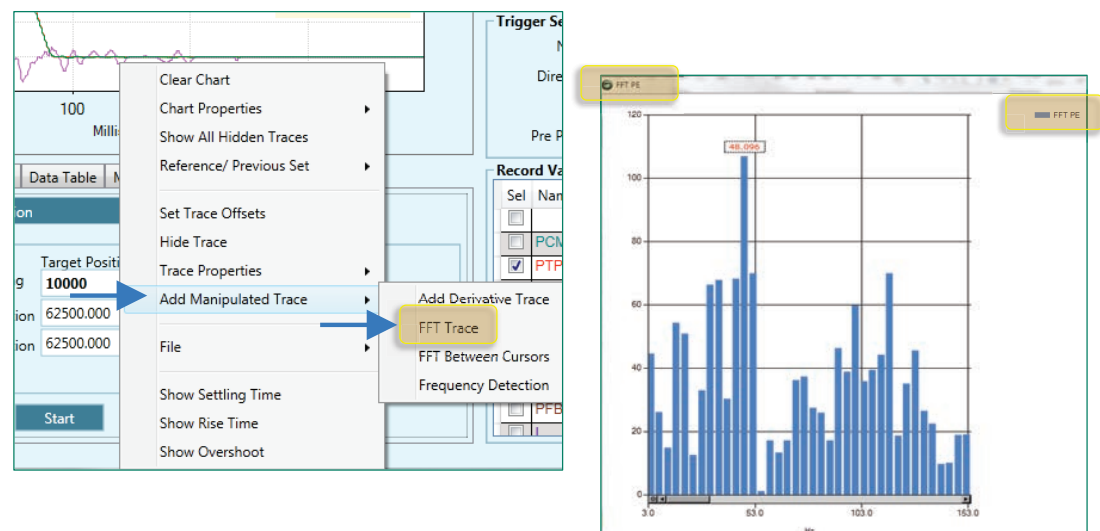 Trigger Se
N
Dire
Pre P
100
Milli
Clear Chart
Chart Properties
Show All Hidden Traces
Reference/ Previous Set
Set Trace Offsets
Hide Trace
Trace Properties
Add Manipulated Trace
File
Show Settling Time
Show Rise Time
Show Overshoot
Add Derivative Trace
FFT Trace
FFT Between Cursors
Frequency Detection
Data Table
ion
Target Positi
g 10000
ion 62500.000
ion 62500.000
Start
Record Va
Sel Nam
PCM
PTP
PFB
FFT PE
FFT PE
48.096
120
100
80
60
40
20
0
3.0 53.0 103.0 153.0